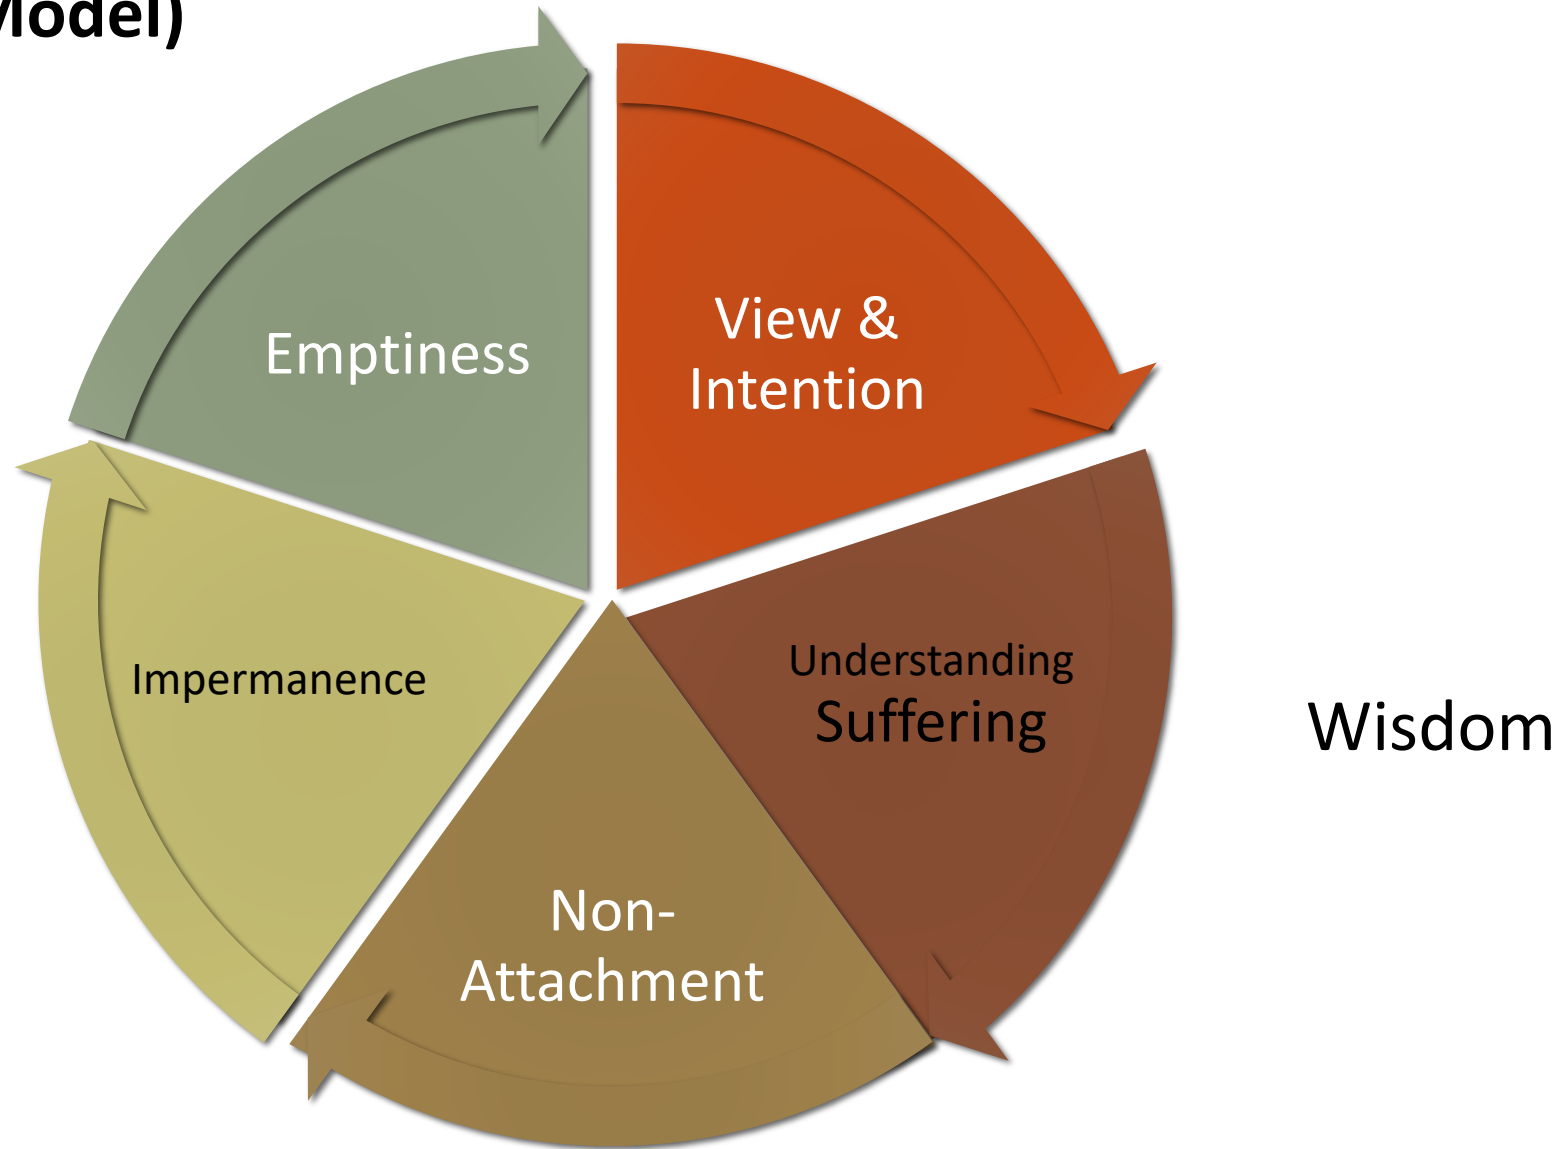 Model)
View &
Intention
Emptiness
Understanding
Suffering
Impermanence
Wisdom
Non-
Attachment